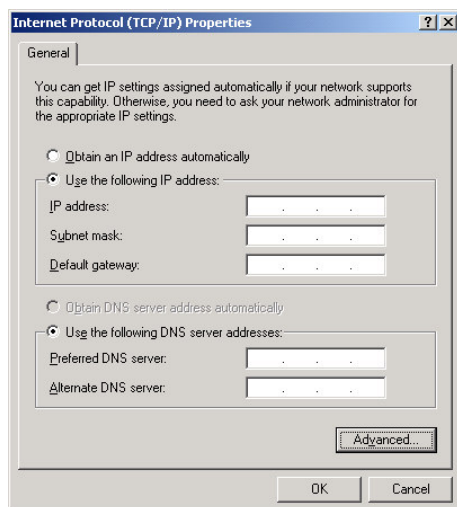 Internet Protocol (TCP/IP) Properties
General
You can get IP settings assigned automatically if your network supports
this capability. Otherwise, you need to ask your network administrator for
the appropriate IP settings.
Obtain an IP address automatically
Use the following IP address:
IP address:
Subnet mask:
Default gateway:
Obtain DNS server address automatically
Use the following DNS server addresses:
Preferred DNS server:
Alternate DNS server:
Advanced...
OK Cancel